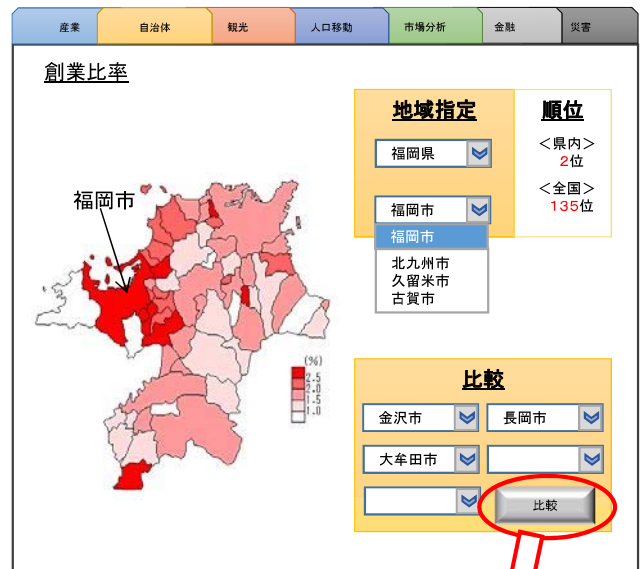 産業
自治体
観光
人口移動
市場分析
金融
災害
創業比率
福岡市
(%)
2.5
2.0
1.5
1.0
地域指定
福岡県
福岡市
福岡市
北九州市
久留米市
古賀市
順位
＜県内＞
2位
＜全国＞
135位
比較
金沢市
長岡市
大牟田市
比較